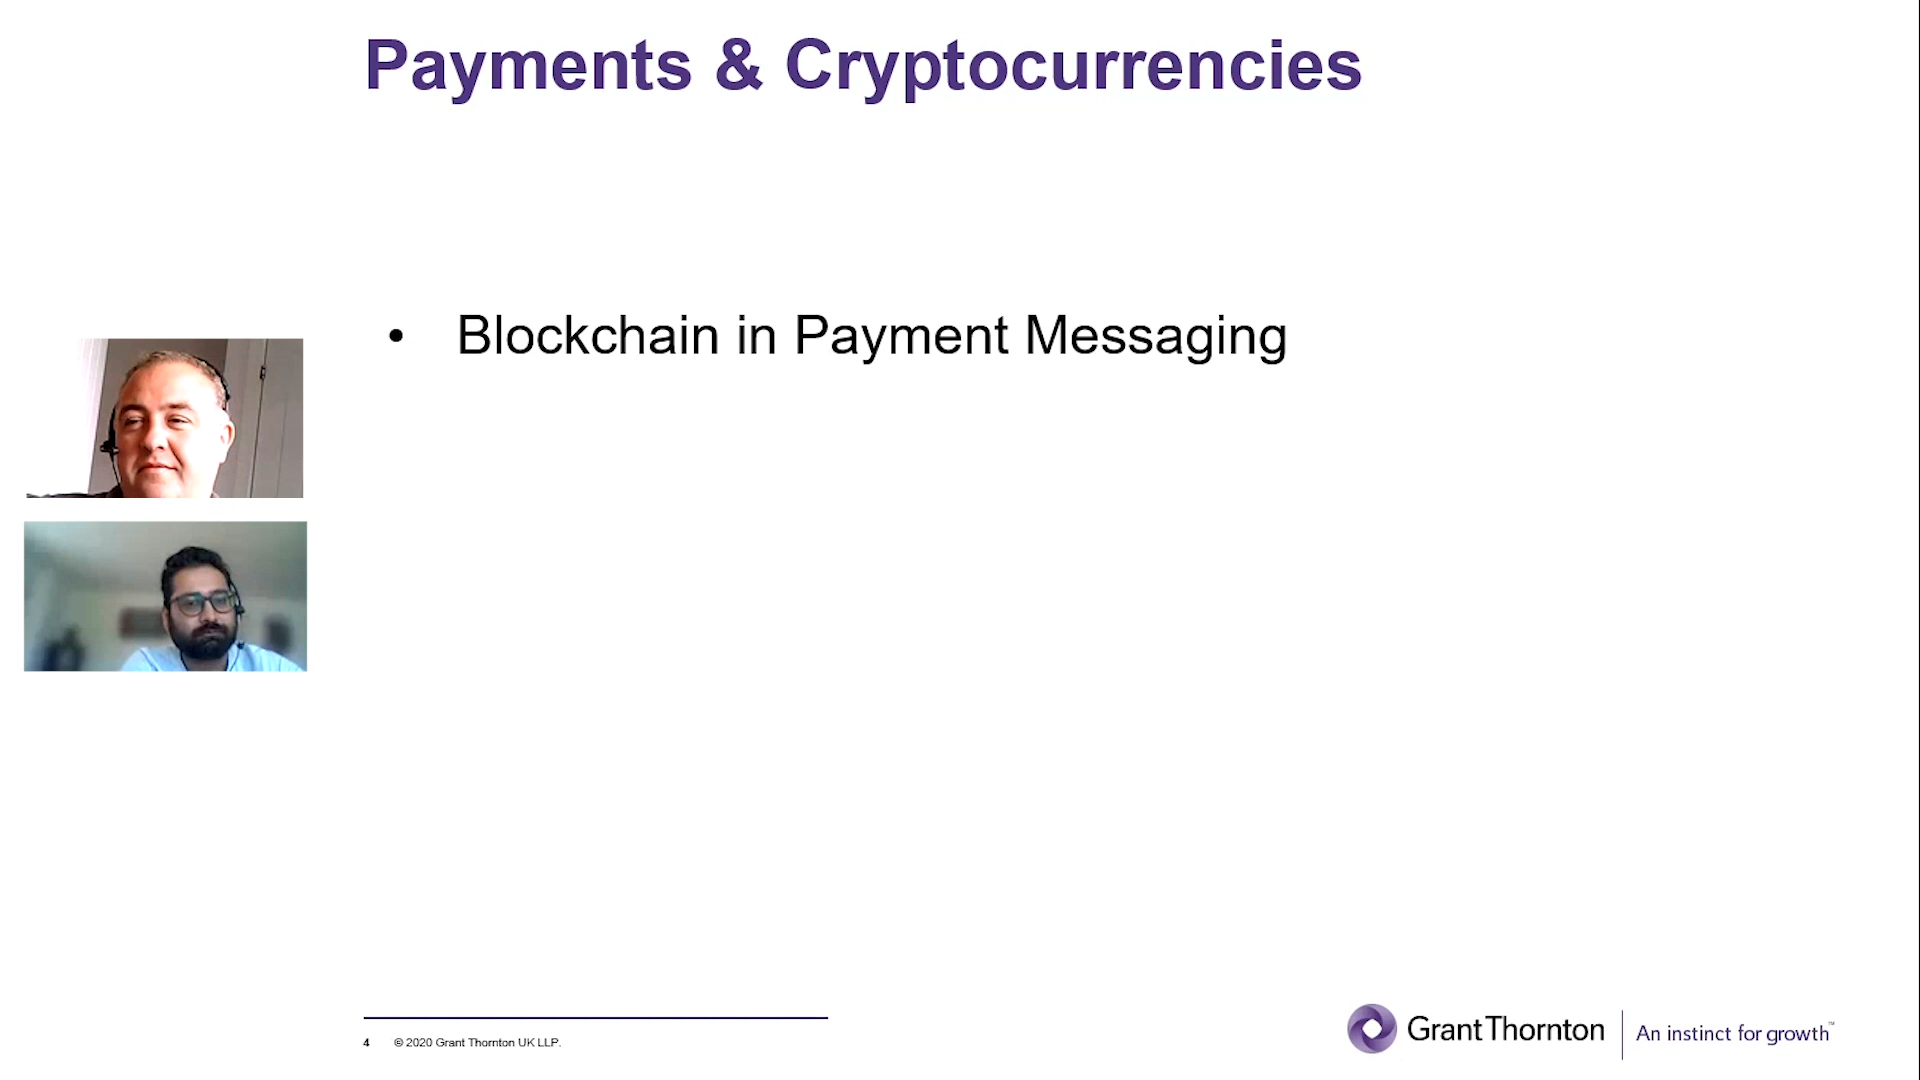 Payments & Cryptocurrencies
• Blockchain in Payment Messaging
4 © 2020 Grant Thornton UK LLP.
GrantThornton An instinct for growth™